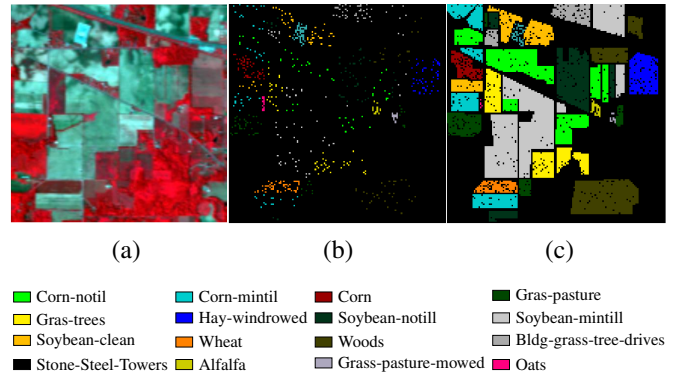 (a) (b) (c)
Corn-notil Corn-mintil Corn Gras-pasture
Gras-trees Hay-windrowed Soybean-notill Soybean-mintill
Soybean-clean Wheat Woods Bldg-grass-tree-drives
Stone-Steel-Towers Alfalfa Grass-pasture-mowed Oats